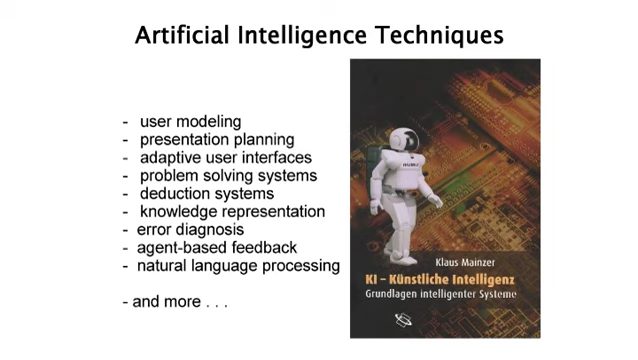 Artificial Intelligence Techniques
- user modeling
- presentation planning
- adaptive user interfaces
- problem solving systems
- deduction systems
- knowledge representation
- error diagnosis
- agent-based feedback
- natural language processing
- and more . . .
Klaus Mainzer
KI – Künstliche Intelligenz
Grundlagen intelligenter Systeme